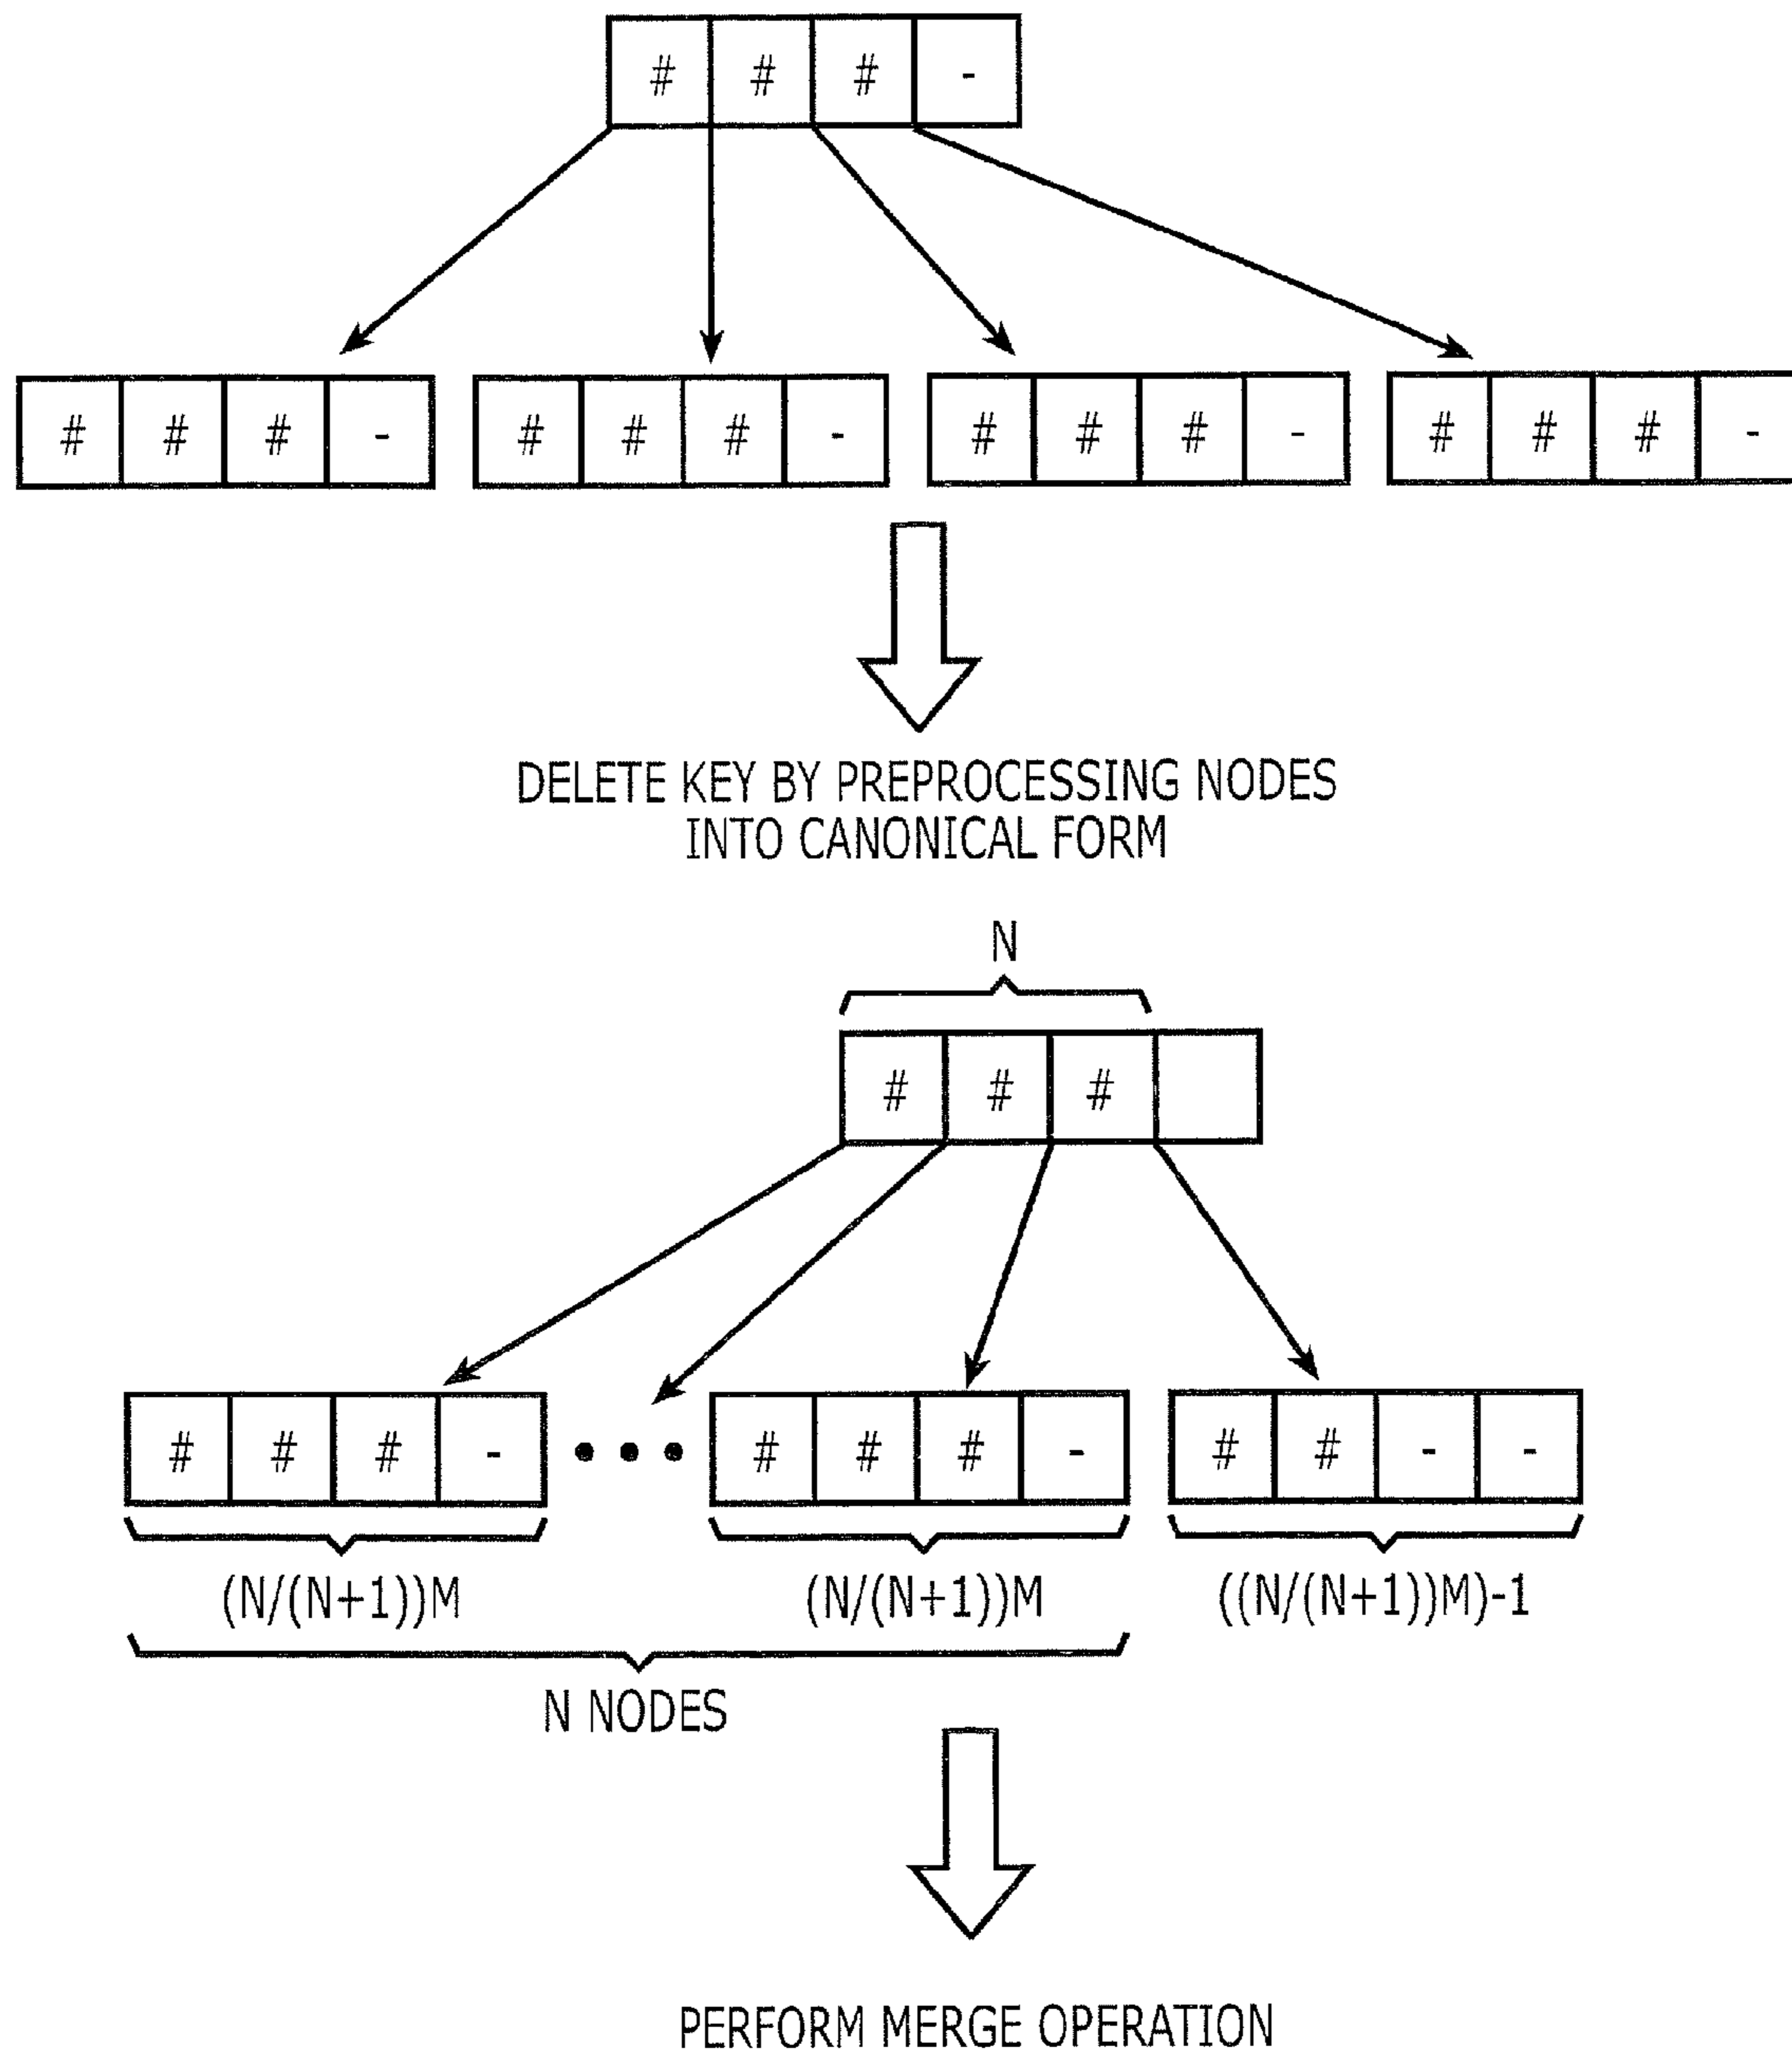 # # # -
# # # - # # # - # # # - # # # -
DELETE KEY BY PREPROCESSING NODES
INTO CANONICAL FORM
N
# # #
# # # - ••• # # # - # # - -
(N/(N+1))M (N/(N+1))M ((N/(N+1))M)-1
N NODES
PERFORM MERGE OPERATION